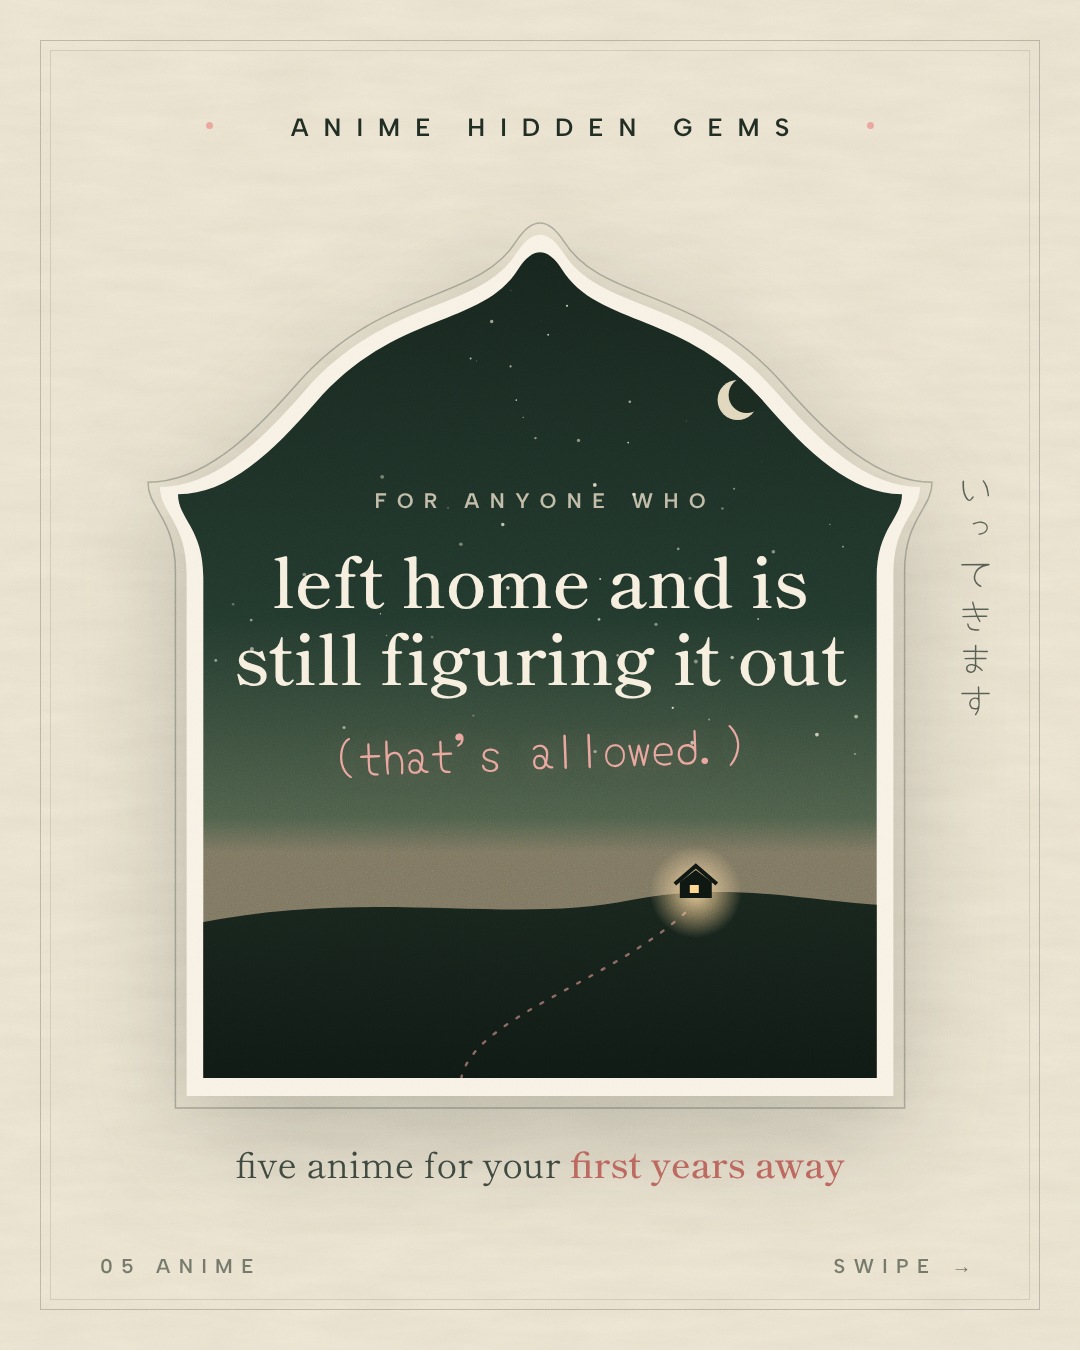 ANIME HIDDEN GEMS
FOR ANYONE WHO
left home and is
still figuring it out
(that's allowed.)
いってきます
five anime for your first years away
05 ANIME
SWIPE →